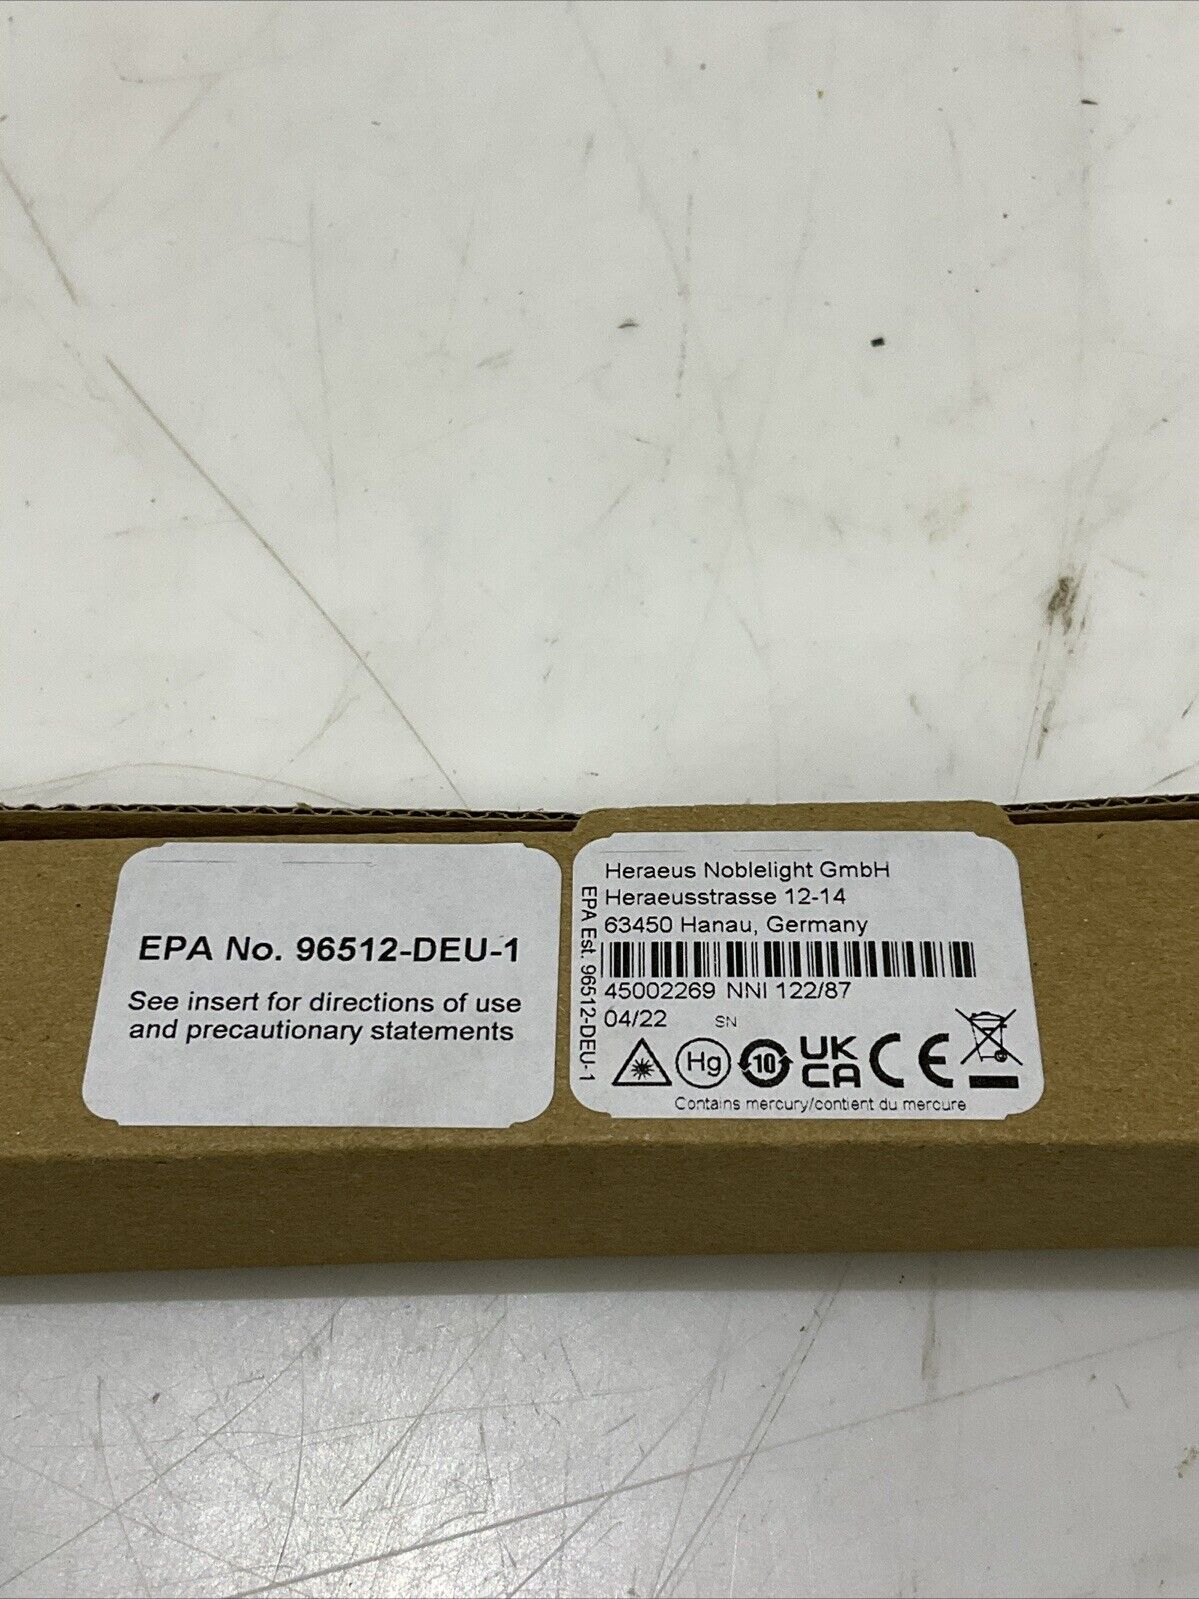 EPA No. 96512-DEU-1
See insert for directions of use
and precautionary statements
Heraeus Noblelight GmbH
Heraeusstrasse 12-14
63450 Hanau, Germany
EPA Est. 96512-DEU-1
45002269 NNI 122/87
04/22 SN
Hg 10 UK CA CE
Contains mercury/contient du mercure